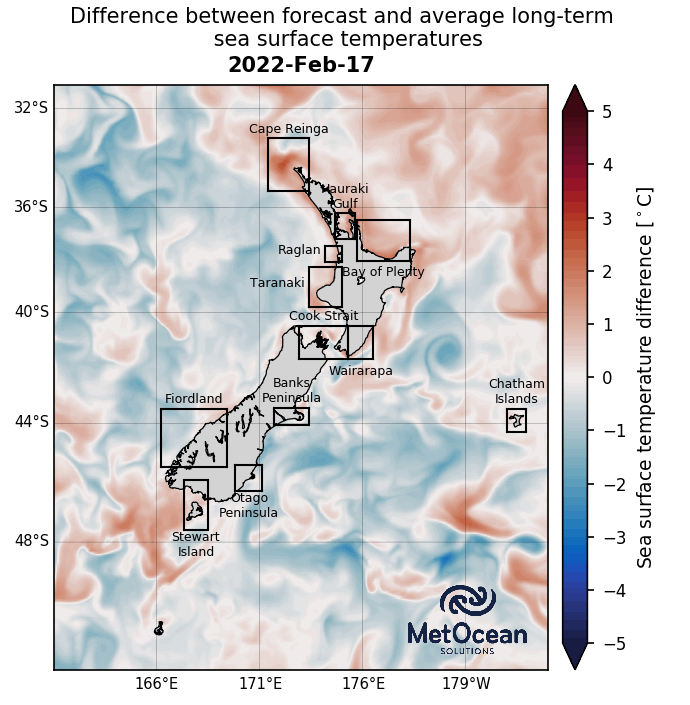 Difference between forecast and average long-term
sea surface temperatures
2022-Feb-17
32°S
36°S
40°S
44°S
48°S
Cape Reinga
Hauraki
Gulf
Raglan
Bay of Plenty
Taranaki
Cook Strait
Wairarapa
Banks
Peninsula
Chatham
Islands
Fiordland
Otago
Peninsula
Stewart
Island
MetOcean
SOLUTIONS
166°E
171°E
176°E
179°W
5
4
3
2
1
0
−1
−2
−3
−4
−5
Sea surface temperature difference [°C]